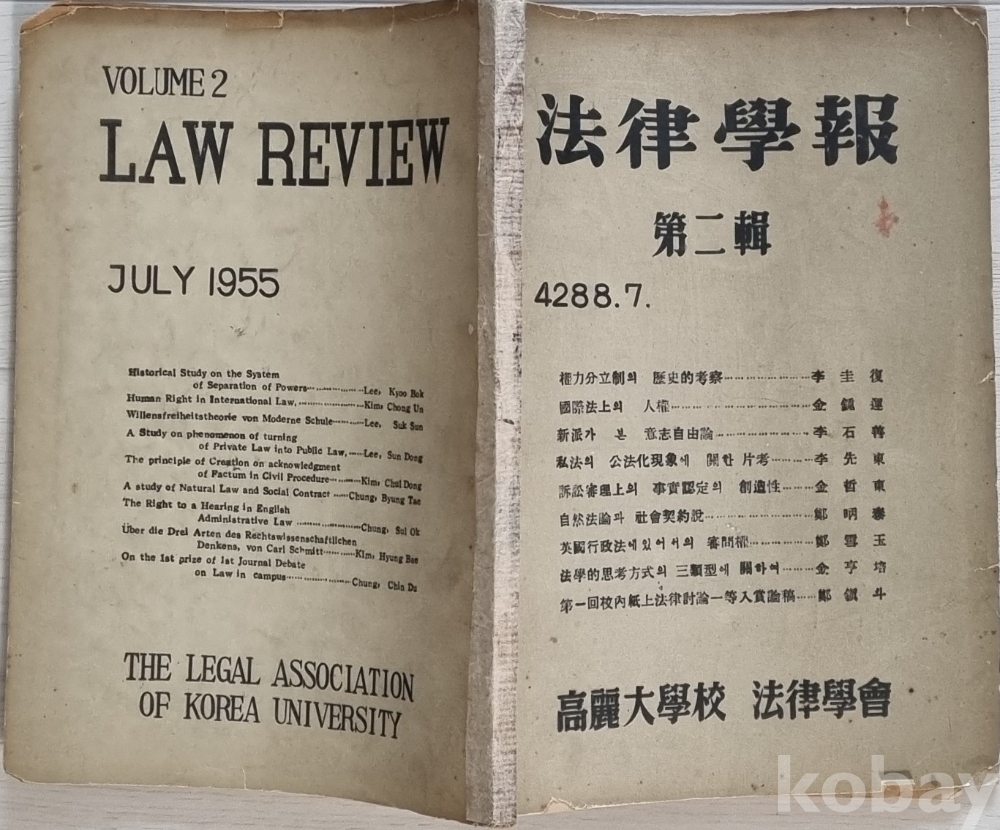 VOLUME 2
LAW REVIEW
JULY 1955
Historical Study on the System
of Separation of Powers··················Lee, Kyoo Bok
Human Right in International Law,·····················Kim, Chong Un
Willensfreiheitstheorie von Moderne Schule··········Lee, Suk Sun
A Study on phenomenon of turning
of Private Law into Public Law,·····Lee, Sun Dong
The principle of Creation on acknowledgment
of Factum in Civil Procedure·········Kim, Chul Dong
A study of Natural Law and Social Contract·····Chung, Byung Tae
The Right to a Hearing in English
Administrative Law·····················Chung, Sul Ok
Über die Drei Arten des Rechtswissenschaftlichen
Denkens, von Carl Schmitt·······Kim, Hyung Bae
On the 1st prize of 1st Journal Debate
on Law in campus·····················Chung, Chin Du
THE LEGAL ASSOCIATION
OF KOREA UNIVERSITY
法律學報
第二輯
4288.7.
權力分立制의 歷史的考察·····················李圭復
國際法上의 人權·································金 運
新派가 본 意志自由論·························李石
私法의 公法化現象에 關한 片考··········李先東
訴訟審理上의 事實認定의 創造性·······金哲東
自然法論과 社會契約說······················鄭昞泰
英國行政法에있어서의 審問權·············鄭雪玉
法學的思考方式의 三類型에 關하여······金亨培
第一回校內紙上法律討論一等入賞論稿·····鄭鎭斗
高麗大學校 法律學會
kobay